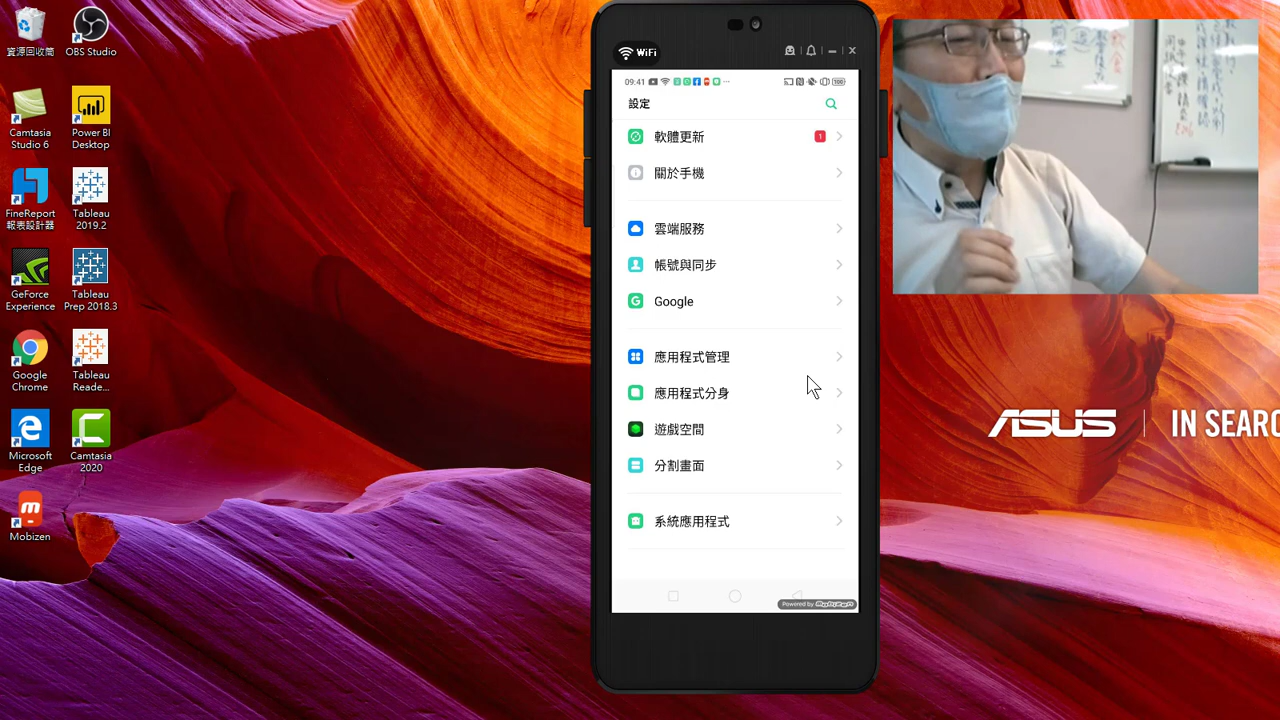 資源回收筒
OBS Studio
Camtasia
Studio 6
Power BI
Desktop
FineReport
報表設計器
Tableau
2019.2
GeForce
Experience
Tableau
Prep 2018.3
Google
Chrome
Tableau
Reade...
Microsoft
Edge
Camtasia
2020
Mobizen
WiFi
09:41
100
設定
軟體更新
1
關於手機
雲端服務
帳號與同步
Google
應用程式管理
應用程式分身
遊戲空間
分割畫面
系統應用程式
Powered by
ASUS
IN SEARC